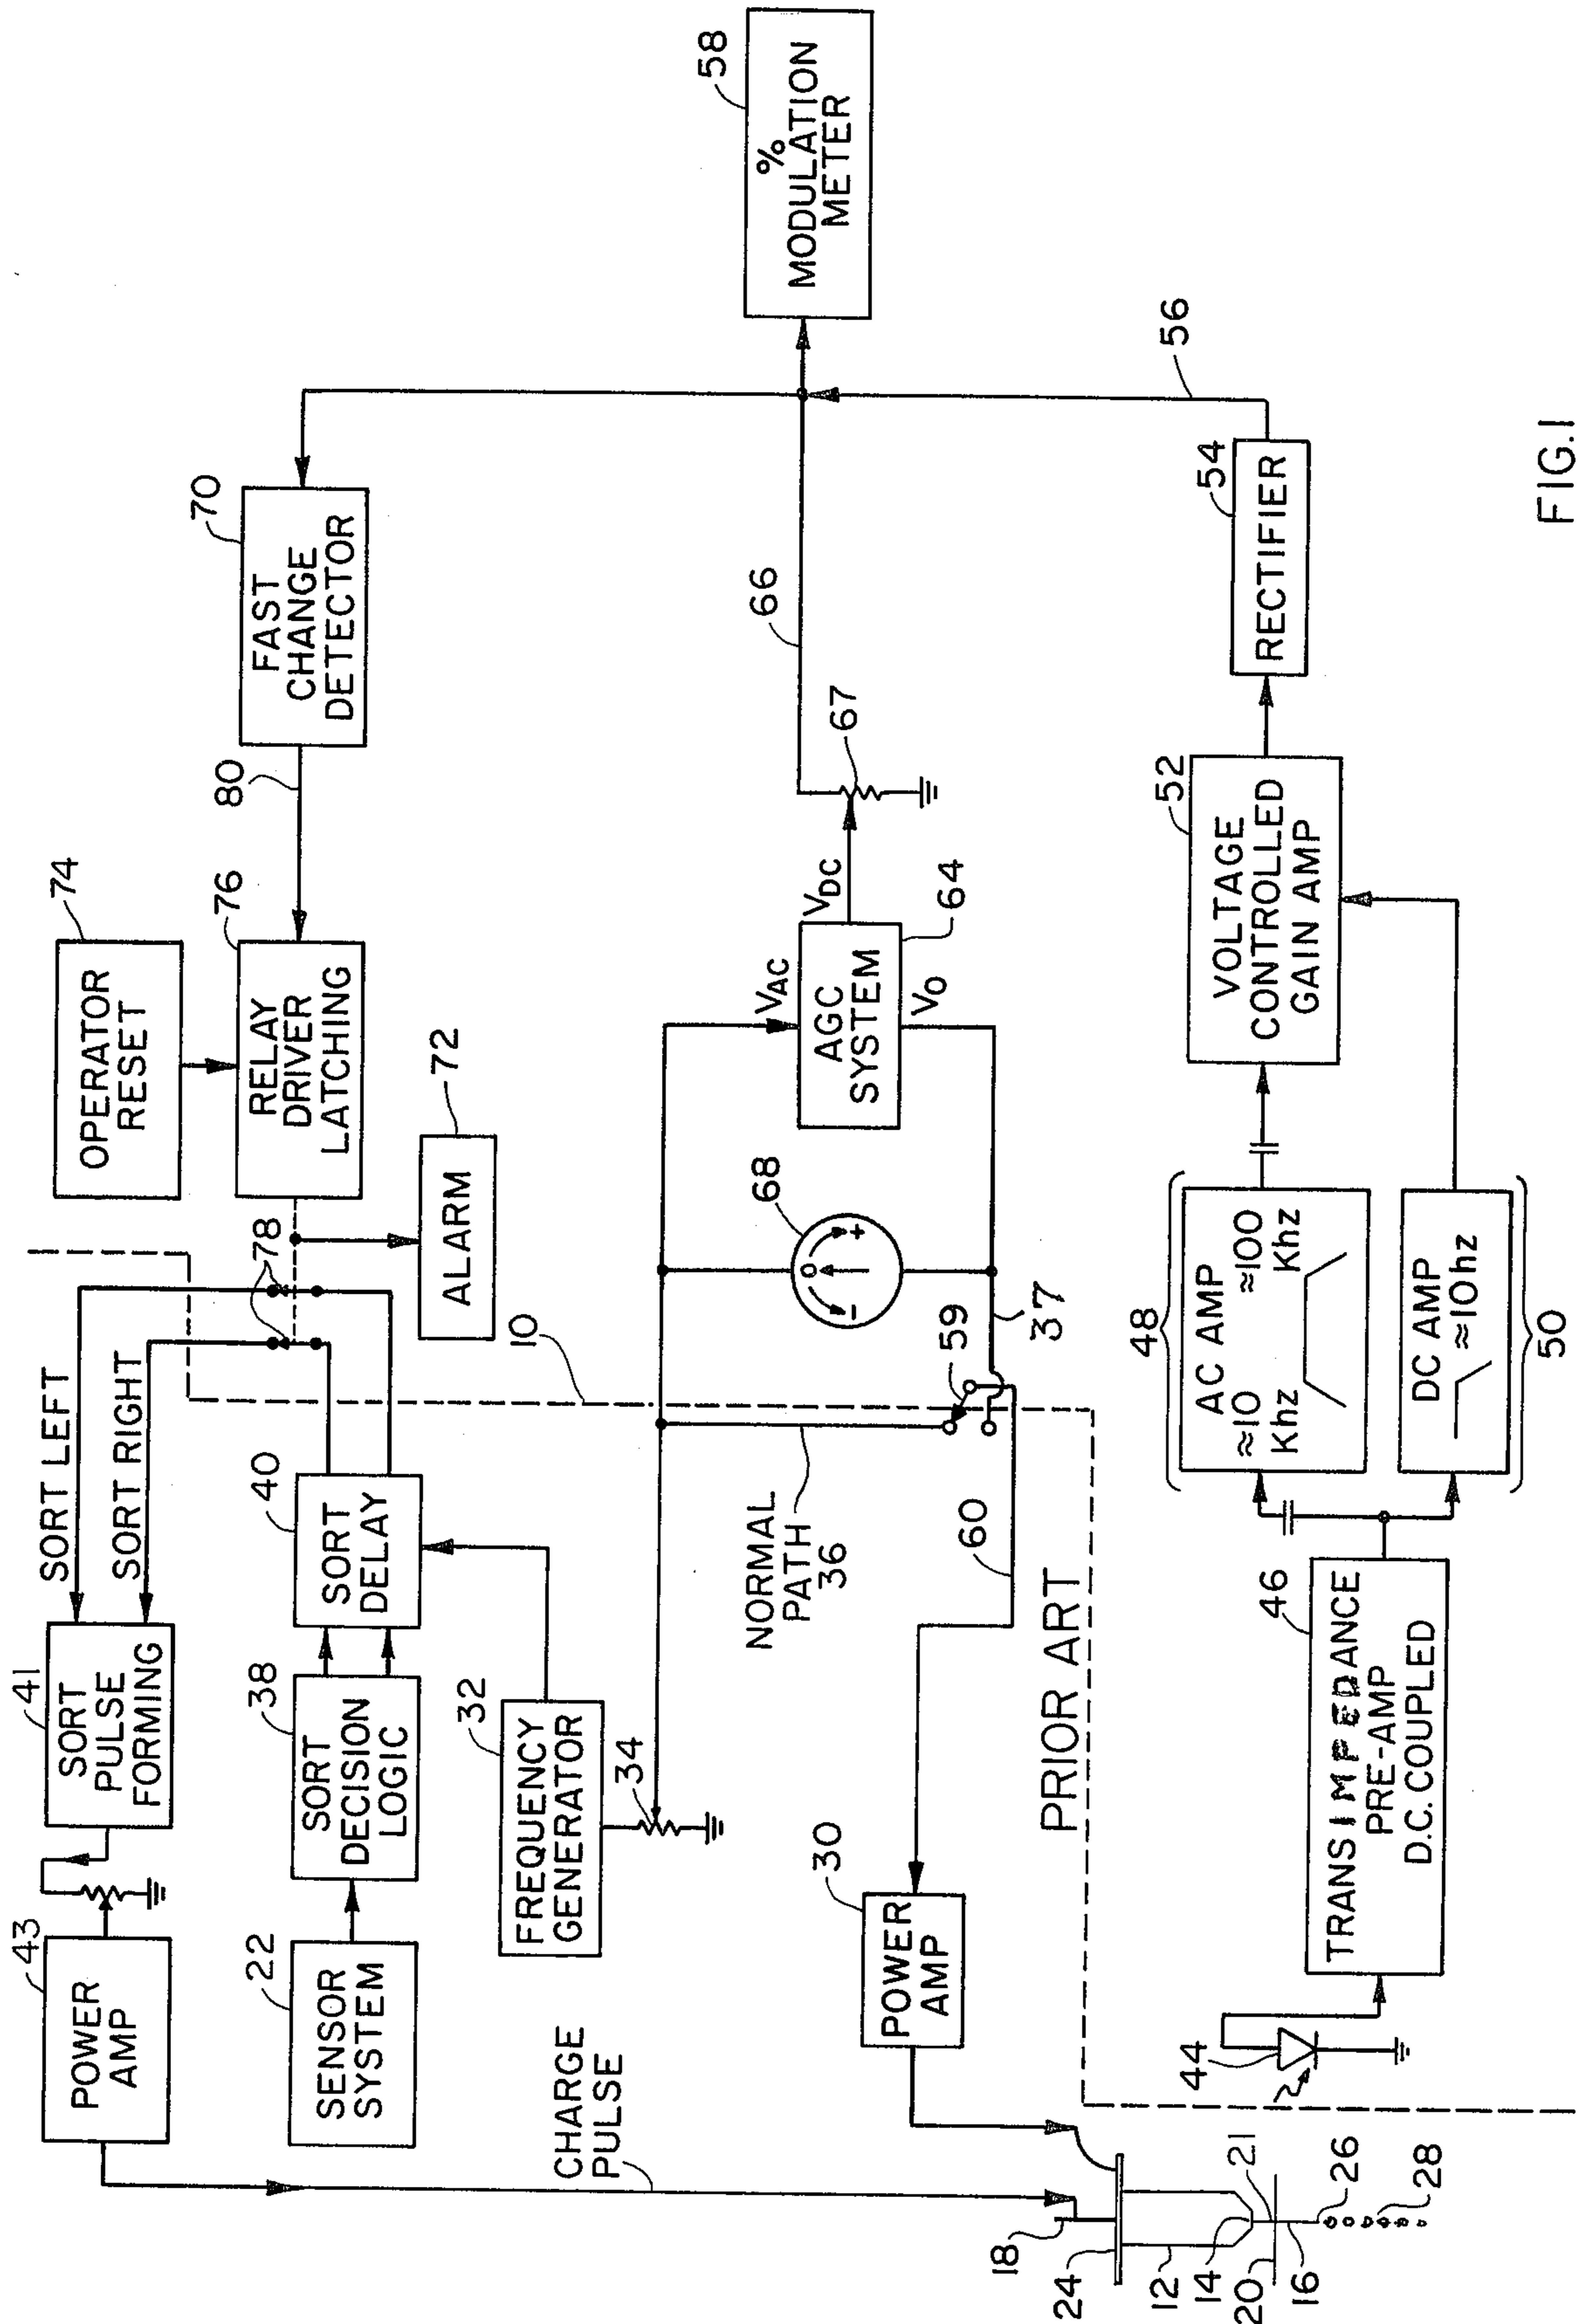 43
POWER
AMP
41
SORT
PULSE
FORMING
SORT LEFT
SORT RIGHT
78
74
OPERATOR
RESET
22
SENSOR
SYSTEM
38
SORT
DECISION
LOGIC
40
SORT
DELAY
76
RELAY
DRIVER
LATCHING
80
70
FAST
CHANGE
DETECTOR
72
ALARM
CHARGE
PULSE
32
FREQUENCY
GENERATOR
34
10
NORMAL
PATH
36
59
37
68
- 0 +
VAC
AGC
SYSTEM
VO
64
VDC
67
66
58
%
MODULATION
METER
60
30
POWER
AMP
PRIOR ART
18
24
12
14
20
16
21
26
28
44
46
TRANSIMPEDANCE
PRE-AMP
D.C. COUPLED
48
AC AMP
≈10 ≈100
Khz Khz
DC AMP
≈10hz
50
52
VOLTAGE
CONTROLLED
GAIN AMP
54
RECTIFIER
56
FIG.1